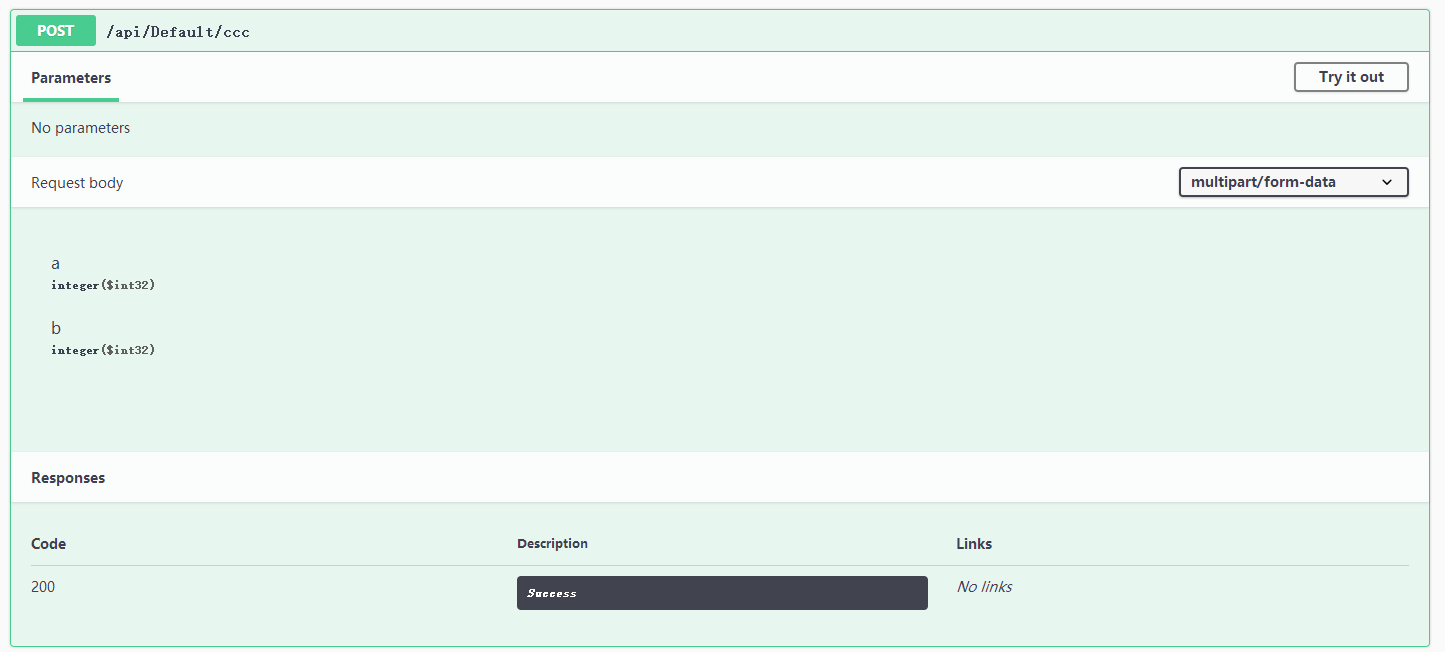 POST /api/Default/ccc
Parameters Try it out
No parameters
Request body multipart/form-data
a
integer($int32)
b
integer($int32)
Responses
Code Description Links
200 Success No links